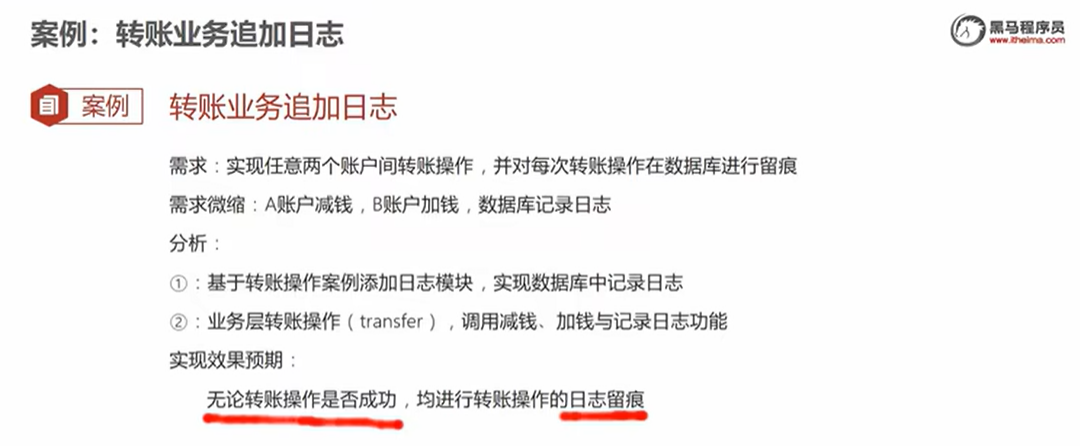 案例：转账业务追加日志
黑马程序员
www.itheima.com
案例
转账业务追加日志
需求：实现任意两个账户间转账操作，并对每次转账操作在数据库进行留痕
需求微缩：A账户减钱，B账户加钱，数据库记录日志
分析：
①：基于转账操作案例添加日志模块，实现数据库中记录日志
②：业务层转账操作（transfer），调用减钱、加钱与记录日志功能
实现效果预期：
无论转账操作是否成功，均进行转账操作的日志留痕